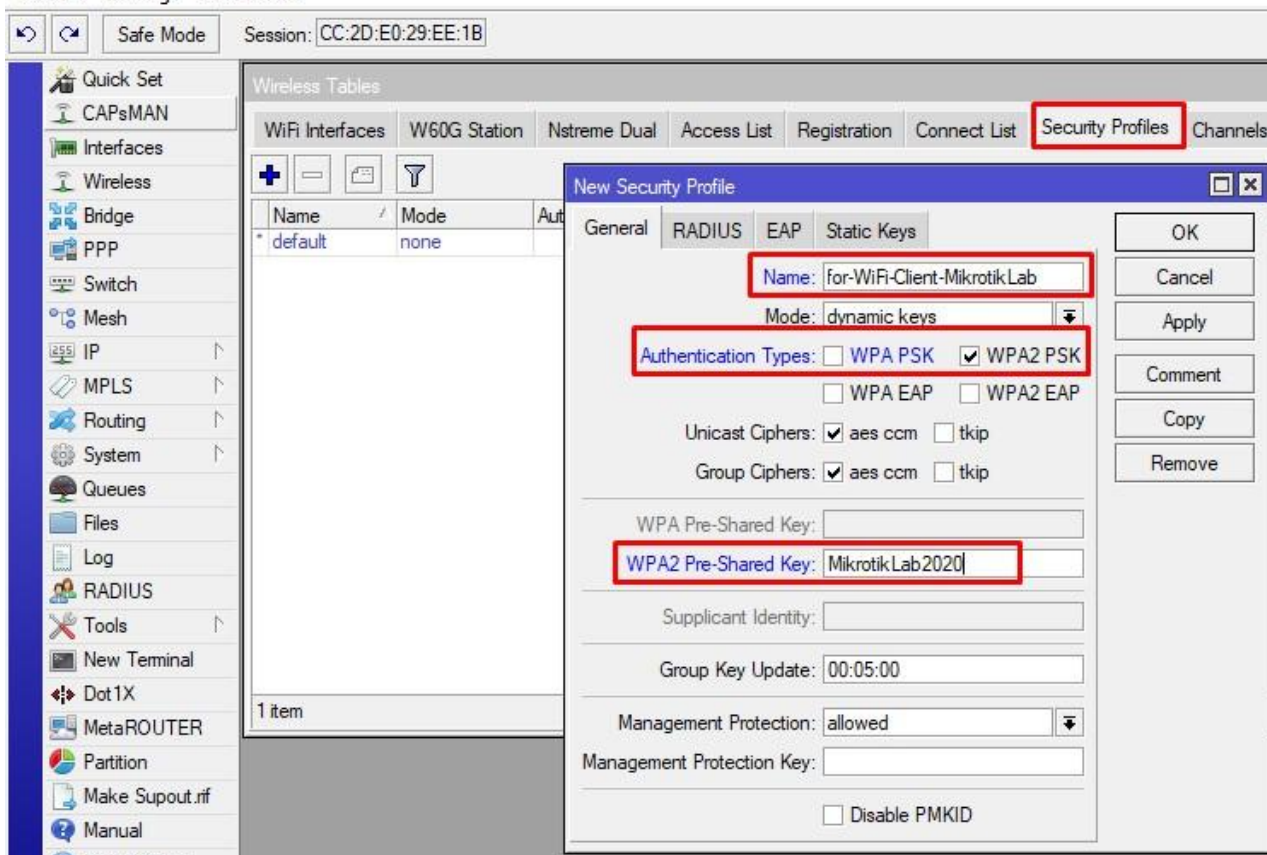 Safe Mode Session: CC:2D:E0:29:EE:1B
Quick Set
CAPsMAN
Interfaces
Wireless
Bridge
PPP
Switch
Mesh
IP
MPLS
Routing
System
Queues
Files
Log
RADIUS
Tools
New Terminal
Dot1X
MetaROUTER
Partition
Make Supout.rif
Manual
Wireless Tables
WiFi Interfaces W60G Station Nstreme Dual Access List Registration Connect List Security Profiles Channels
Name / Mode Aut
* default none
1 item
New Security Profile
General RADIUS EAP Static Keys
Name: for-WiFi-Client-MikrotikLab
Mode: dynamic keys
Authentication Types: WPA PSK WPA2 PSK
WPA EAP WPA2 EAP
Unicast Ciphers: aes ccm tkip
Group Ciphers: aes ccm tkip
WPA Pre-Shared Key:
WPA2 Pre-Shared Key: MikrotikLab2020
Supplicant Identity:
Group Key Update: 00:05:00
Management Protection: allowed
Management Protection Key:
Disable PMKID
OK
Cancel
Apply
Comment
Copy
Remove